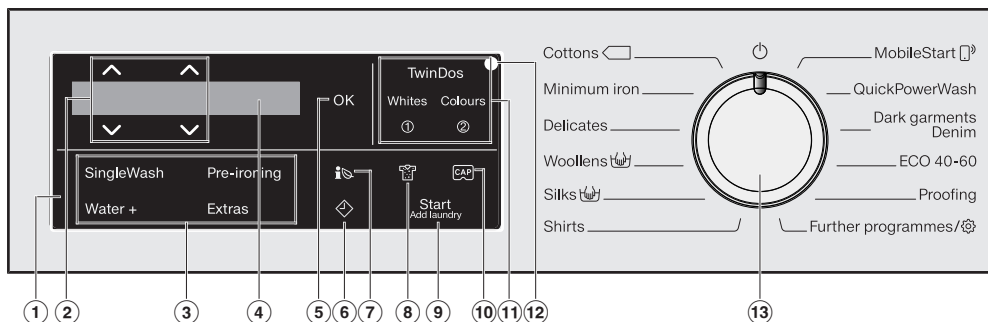 Cottons
MobileStart
TwinDos
Minimum iron
QuickPowerWash
OK
Whites Colours
Dark garments
Denim
Delicates
① ②
Woollens
ECO 40-60
SingleWash Pre-ironing
i
CAP
Silks
Proofing
Water + Extras
Start
Add laundry
Shirts
Further programmes/
① ② ③ ④ ⑤ ⑥ ⑦ ⑧ ⑨ ⑩ ⑪ ⑫ ⑬